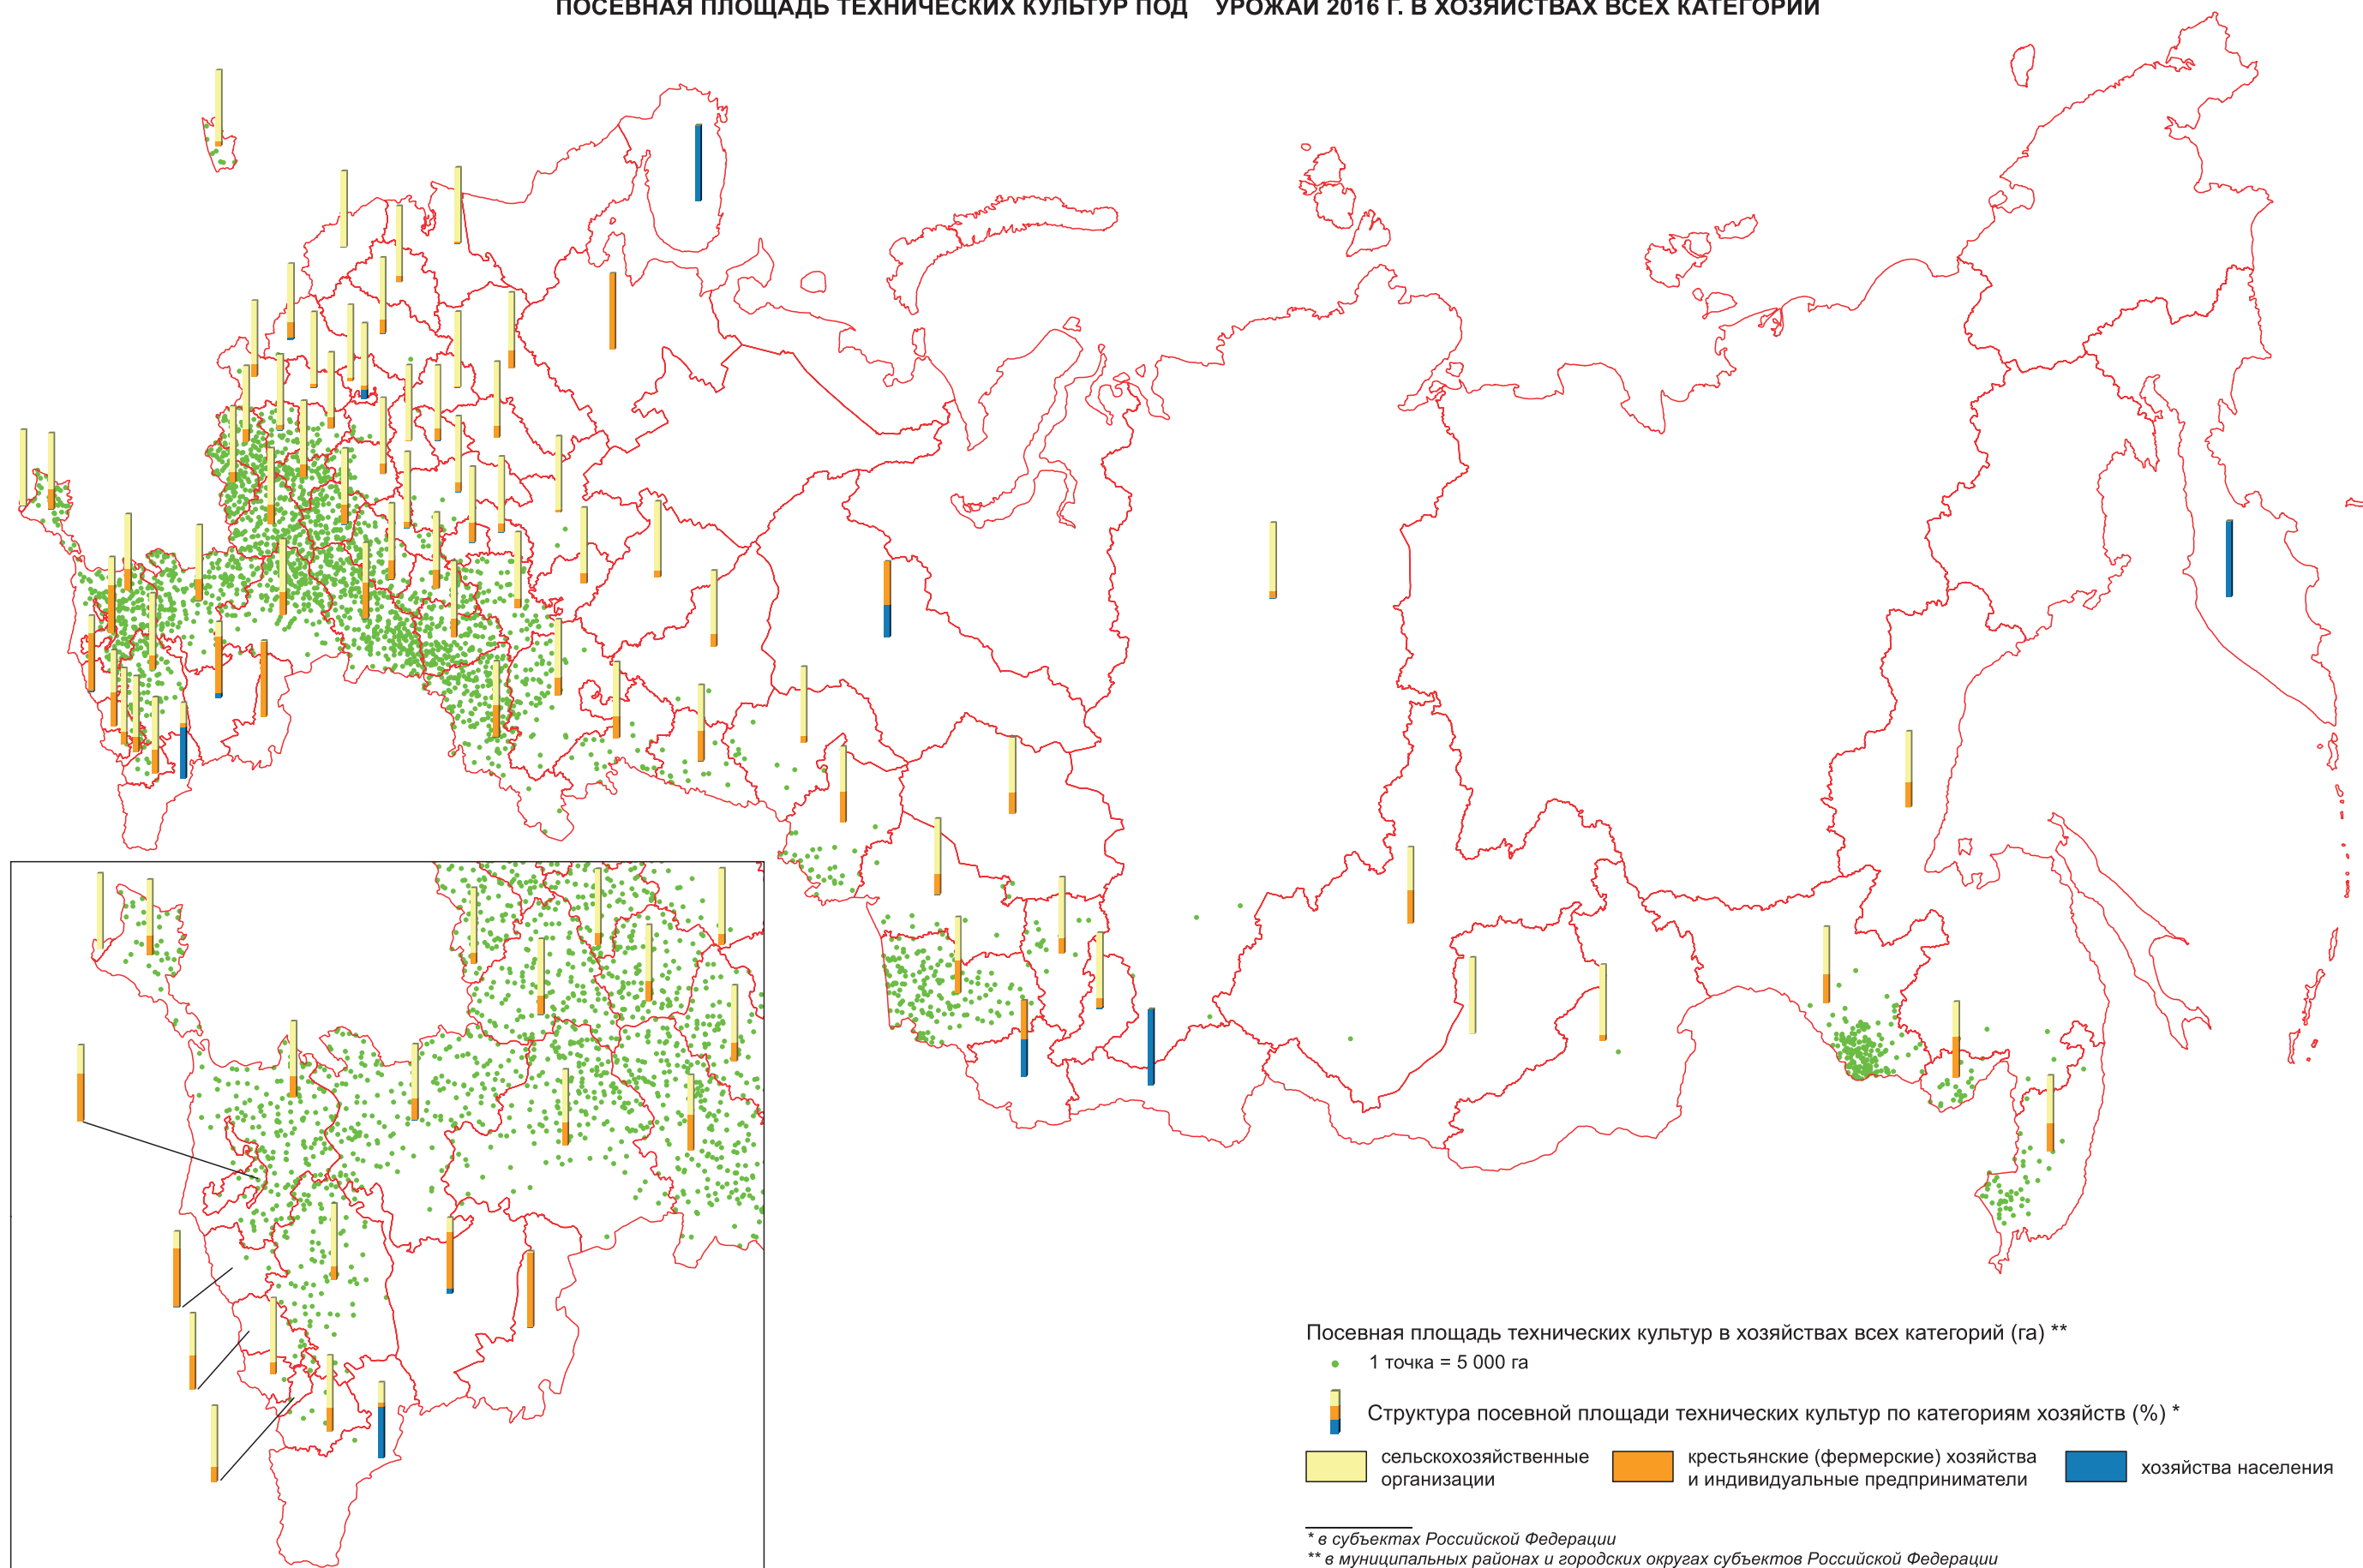 ПОСЕВНАЯ ПЛОЩАДЬ ТЕХНИЧЕСКИХ КУЛЬТУР ПОД УРОЖАЙ 2016 Г. В ХОЗЯЙСТВАХ ВСЕХ КАТЕГОРИЙ
Посевная площадь технических культур в хозяйствах всех категорий (га) **
1 точка = 5 000 га
Структура посевной площади технических культур по категориям хозяйств (%) *
сельскохозяйственные
организации
крестьянские (фермерские) хозяйства
и индивидуальные предприниматели
хозяйства населения
* в субъектах Российской Федерации
** в муниципальных районах и городских округах субъектов Российской Федерации